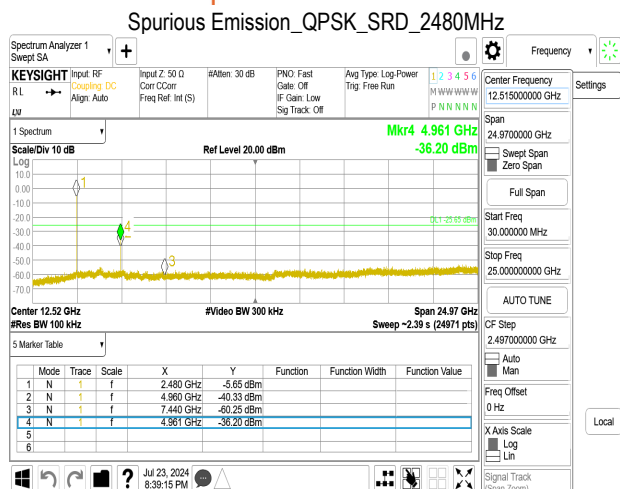 Spurious Emission_QPSK_SRD_2480MHz
Spectrum Analyzer 1
Swept SA
Frequency
KEYSIGHT
RL
Input: RF
Coupling: DC
Align: Auto
Input Z: 50 Ω
Corr CCorr
Freq Ref: Int (S)
#Atten: 30 dB
PNO: Fast
Gate: Off
IF Gain: Low
Sig Track: Off
Avg Type: Log-Power
Trig: Free Run
1 2 3 4 5 6
M W W W W W
P N N N N N
LXI
1 Spectrum
Scale/Div 10 dB
Ref Level 20.00 dBm
Mkr4 4.961 GHz
-36.20 dBm
Log
10.0
0.00
-10.0
-20.0
-30.0
-40.0
-50.0
-60.0
-70.0
1
4
3
DL1 -25.65 dBm
Center 12.52 GHz
#Video BW 300 kHz
Span 24.97 GHz
#Res BW 100 kHz
Sweep ~2.39 s (24971 pts)
5 Marker Table
Mode Trace Scale X Y Function Function Width Function Value
1 N 1 f 2.480 GHz -5.65 dBm
2 N 1 f 4.960 GHz -40.33 dBm
3 N 1 f 7.440 GHz -60.25 dBm
4 N 1 f 4.961 GHz -36.20 dBm
5
6
?
Jul 23, 2024
8:39:15 PM
Center Frequency
12.515000000 GHz
Span
24.9700000 GHz
Swept Span
Zero Span
Full Span
Start Freq
30.000000 MHz
Stop Freq
25.000000000 GHz
AUTO TUNE
CF Step
2.497000000 GHz
Auto
Man
Freq Offset
0 Hz
X Axis Scale
Log
Lin
Signal Track
(Span Zoom)
Settings
Local